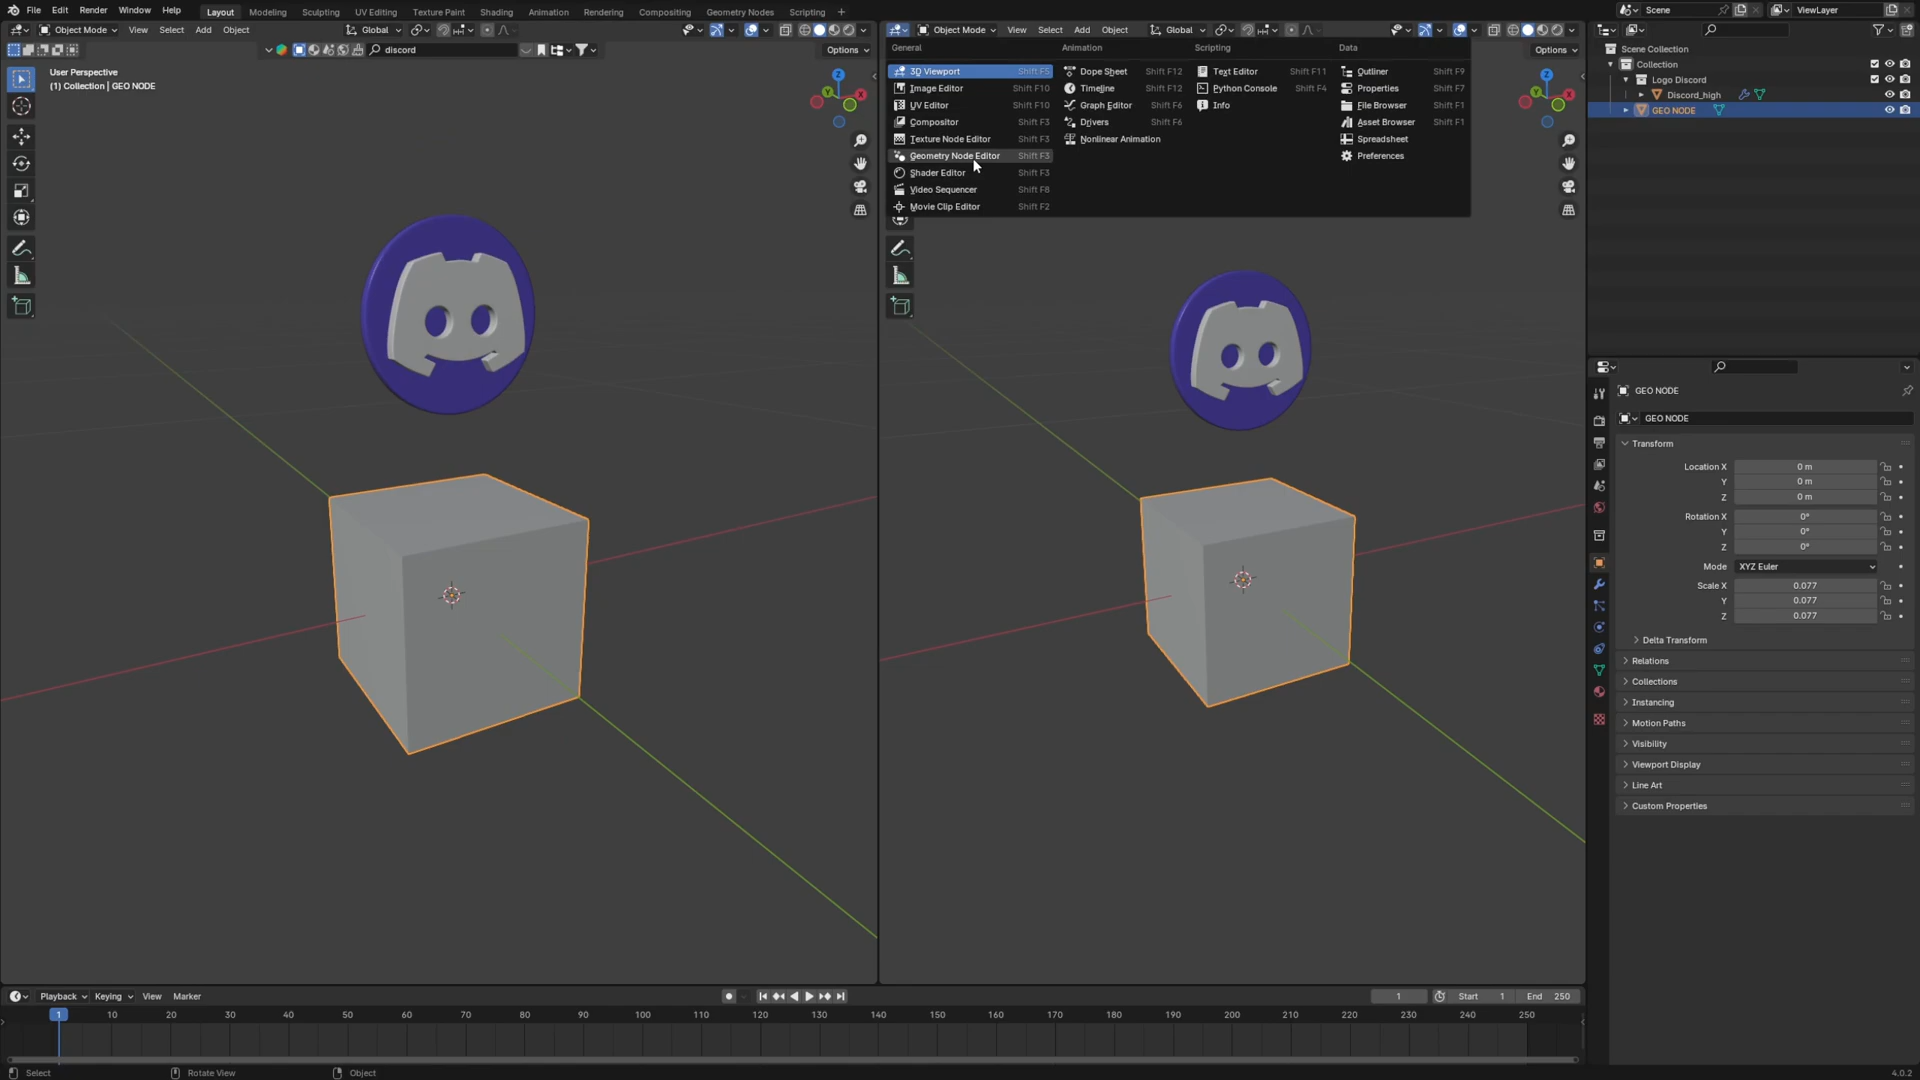 File Edit Render Window Help Layout Modeling Sculpting UV Editing Texture Paint Shading Animation Rendering Compositing Geometry Nodes Scripting + Scene ViewLayer
Object Mode View Select Add Object Global
discord Options
User Perspective
(1) Collection | GEO NODE
Object Mode View Select Add Object Global
Options
General Animation Scripting Data
3D Viewport Shift F5 Dope Sheet Shift F12 Text Editor Shift F11 Outliner Shift F9
Image Editor Shift F10 Timeline Shift F12 Python Console Shift F4 Properties Shift F7
UV Editor Shift F10 Graph Editor Shift F6 Info File Browser Shift F1
Compositor Shift F3 Drivers Shift F6 Asset Browser Shift F1
Texture Node Editor Shift F3 Nonlinear Animation Spreadsheet
Geometry Node Editor Shift F3 Preferences
Shader Editor Shift F3
Video Sequencer Shift F8
Movie Clip Editor Shift F2
Z
Y
X
Z
Y
X
Scene Collection
Collection
Logo Discord
Discord_high
GEO NODE
GEO NODE
GEO NODE
Transform
Location X 0 m
Y 0 m
Z 0 m
Rotation X 0°
Y 0°
Z 0°
Mode XYZ Euler
Scale X 0.077
Y 0.077
Z 0.077
Delta Transform
Relations
Collections
Instancing
Motion Paths
Visibility
Viewport Display
Line Art
Custom Properties
Playback Keying View Marker 1 Start 1 End 250
1 10 20 30 40 50 60 70 80 90 100 110 120 130 140 150 160 170 180 190 200 210 220 230 240 250
Select Rotate View Object 4.0.2